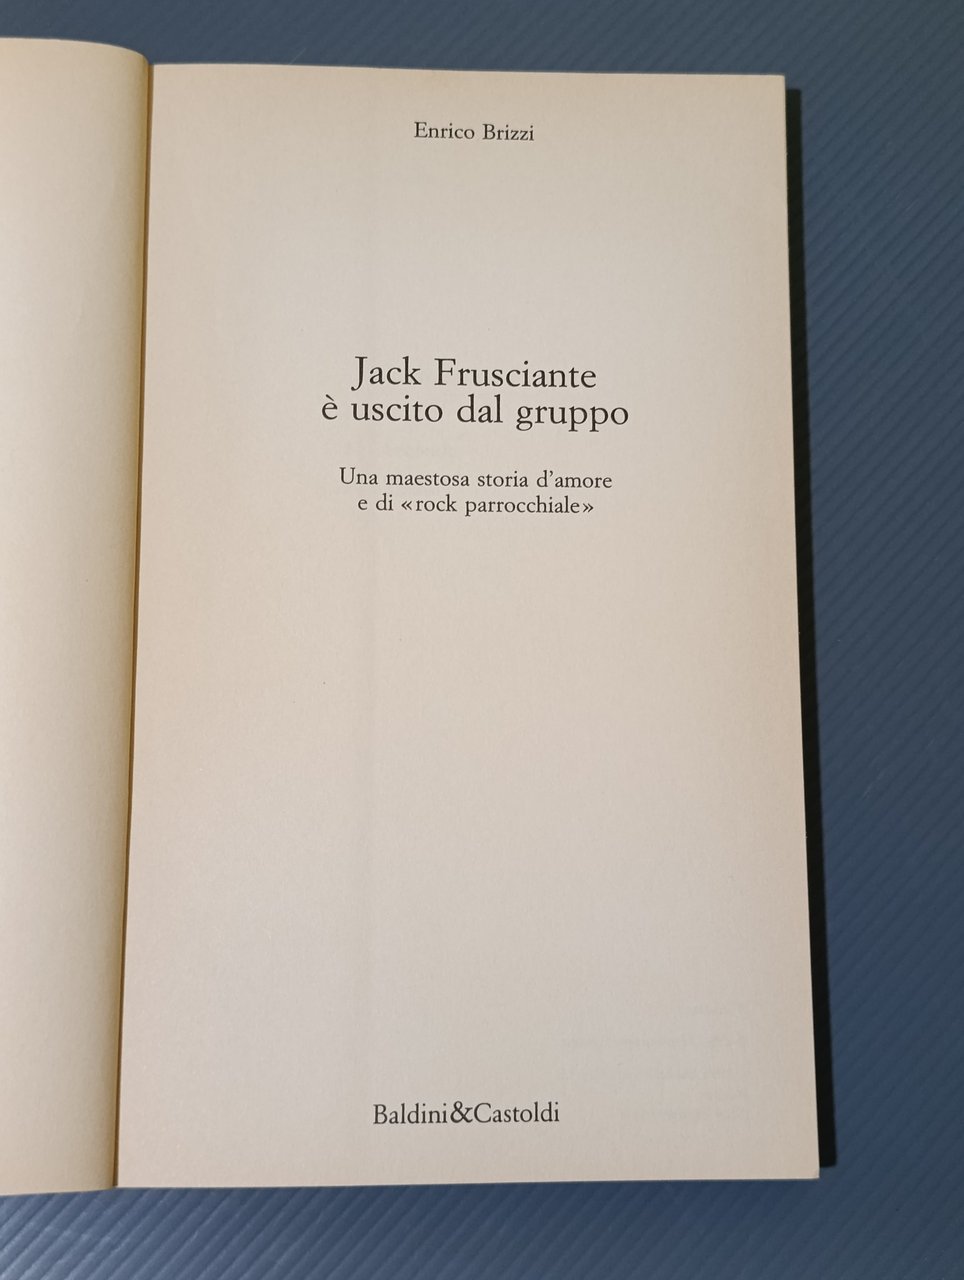 Enrico Brizzi
Jack Frusciante
è uscito dal gruppo
Una maestosa storia d'amore
e di «rock parrocchiale»
Baldini&Castoldi